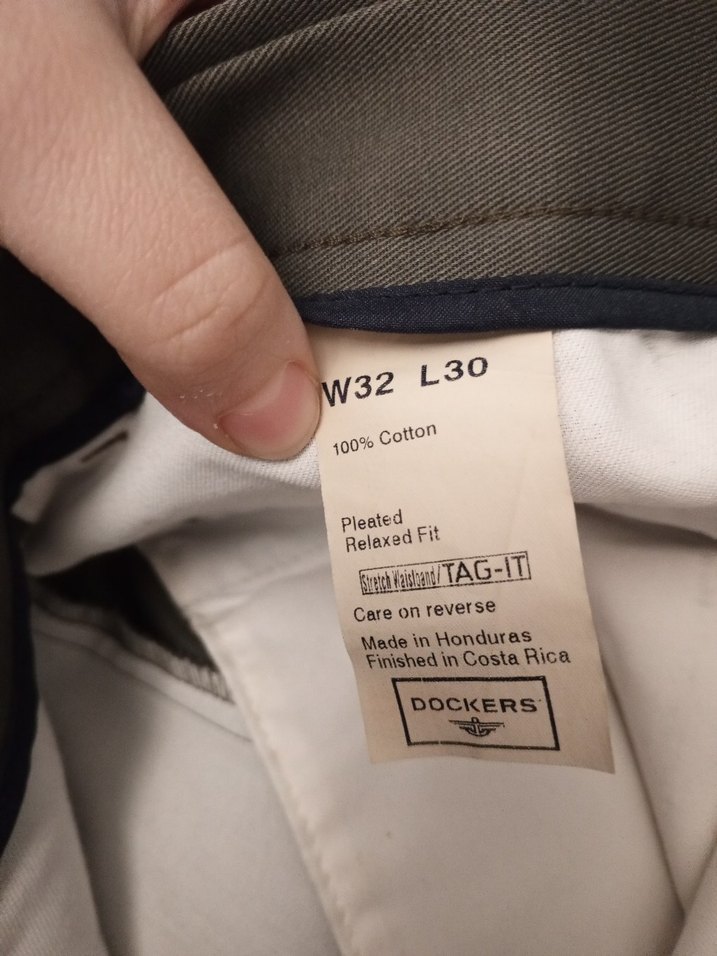 W32 L30
100% Cotton
Pleated
Relaxed Fit
Stretch Waistband/TAG-IT
Care on reverse
Made in Honduras
Finished in Costa Rica
DOCKERS